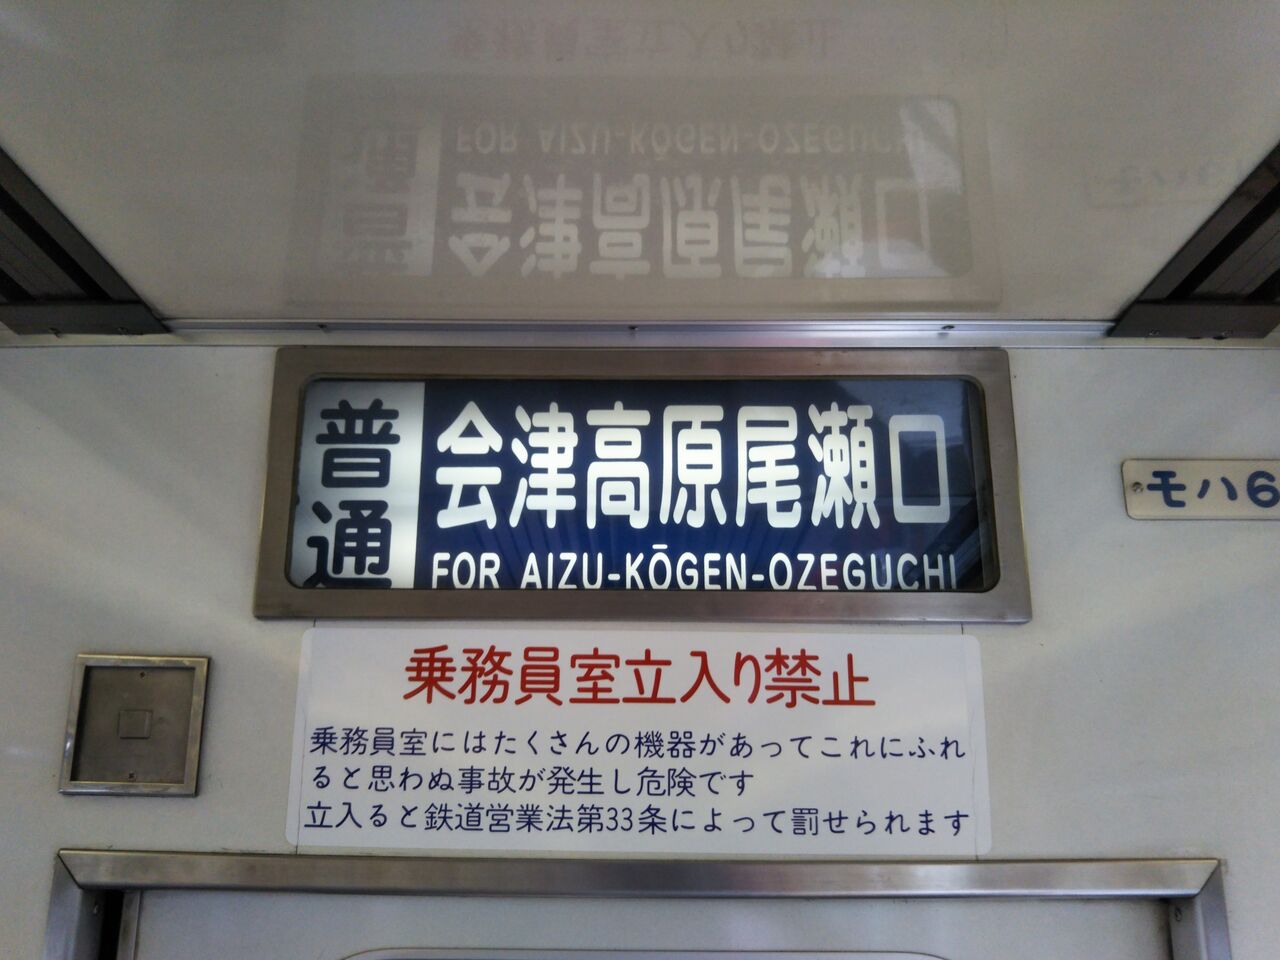 普通
会津高原尾瀬口
FOR AIZU-KŌGEN-OZEGUCHI
モハ6
乗務員室立入り禁止
乗務員室にはたくさんの機器があってこれにふれ
ると思わぬ事故が発生し危険です
立入ると鉄道営業法第33条によって罰せられます